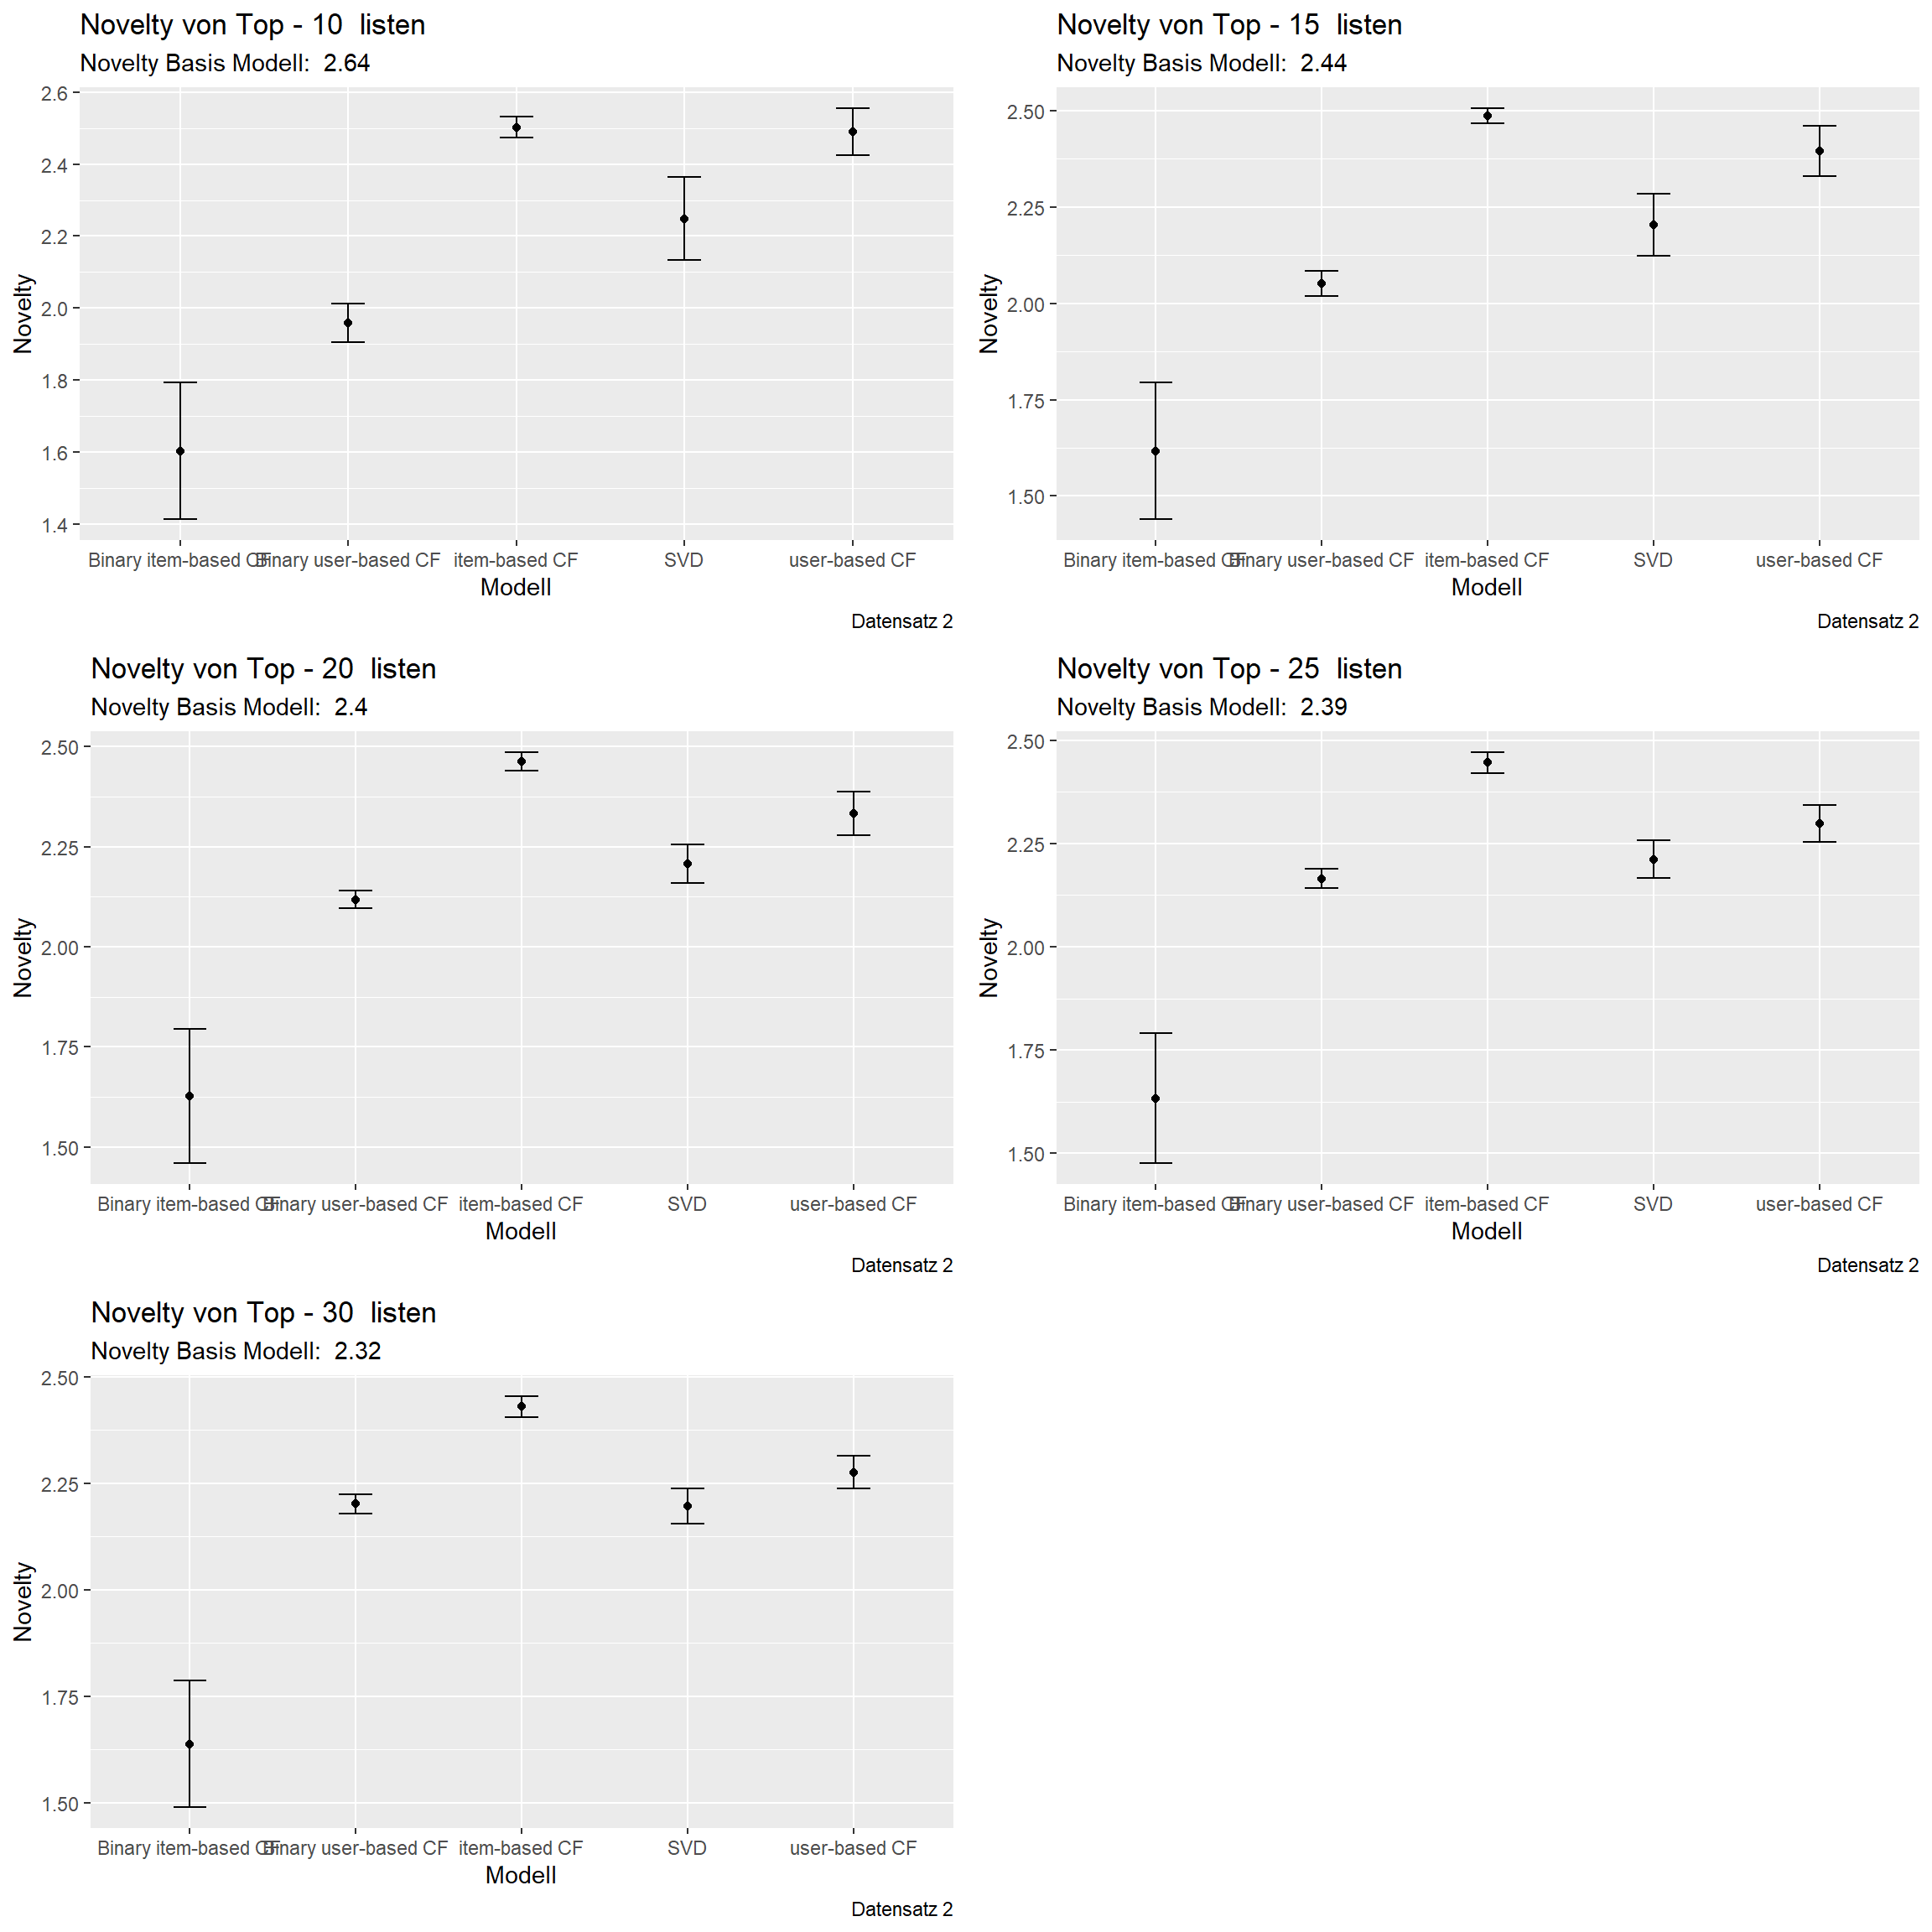 Novelty von Top - 10  listen
Novelty Basis Modell:  2.64
2.6
2.4
2.2
2.0
1.8
1.6
1.4
Novelty
Binary item-based CF Binary user-based CF item-based CF SVD user-based CF
Modell
Datensatz 2
Novelty von Top - 15  listen
Novelty Basis Modell:  2.44
2.50
2.25
2.00
1.75
1.50
Novelty
Binary item-based CF Binary user-based CF item-based CF SVD user-based CF
Modell
Datensatz 2
Novelty von Top - 20  listen
Novelty Basis Modell:  2.4
2.50
2.25
2.00
1.75
1.50
Novelty
Binary item-based CF Binary user-based CF item-based CF SVD user-based CF
Modell
Datensatz 2
Novelty von Top - 25  listen
Novelty Basis Modell:  2.39
2.50
2.25
2.00
1.75
1.50
Novelty
Binary item-based CF Binary user-based CF item-based CF SVD user-based CF
Modell
Datensatz 2
Novelty von Top - 30  listen
Novelty Basis Modell:  2.32
2.50
2.25
2.00
1.75
1.50
Novelty
Binary item-based CF Binary user-based CF item-based CF SVD user-based CF
Modell
Datensatz 2